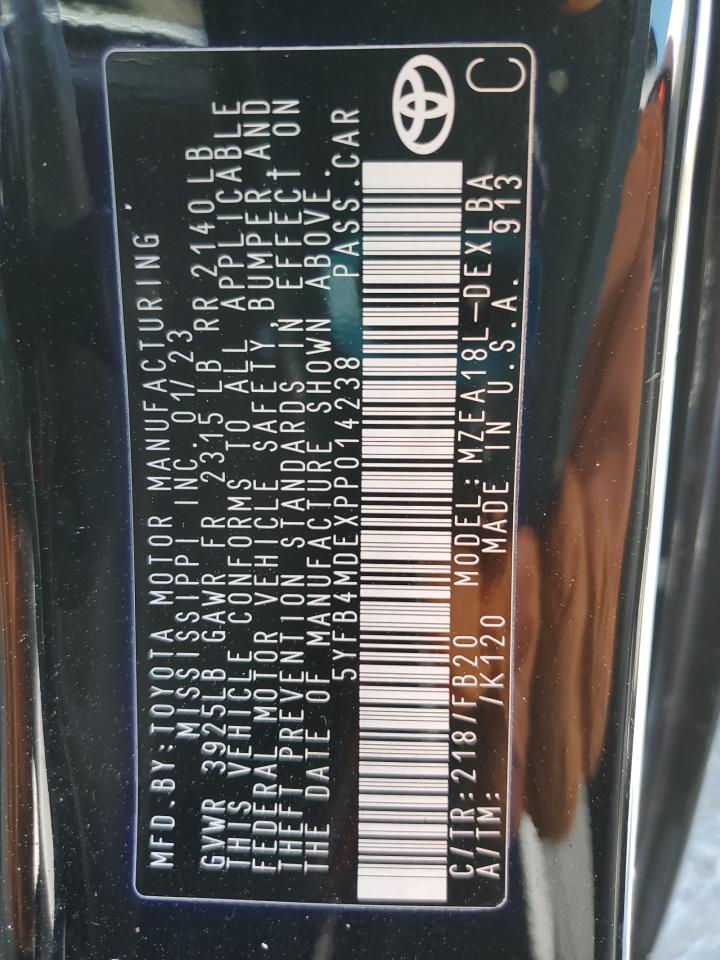 MFD.BY:TOYOTA MOTOR MANUFACTURING
MISSISSIPPI INC. 01/23
GVWR 3925LB GAWR FR 2315 LB RR 2140LB
THIS VEHICLE CONFORMS TO ALL APPLICABLE
FEDERAL MOTOR VEHICLE SAFETY, BUMPER, AND
THEFT PREVENTION STANDARDS IN EFFECT ON
THE DATE OF MANUFACTURE SHOWN ABOVE.
5YFB4MDEXPP014238 PASS.CAR
C/TR:218/FB20 MODEL:MZEA18L-DEXLBA
A/TM: /K120 MADE IN U.S.A. 913
C